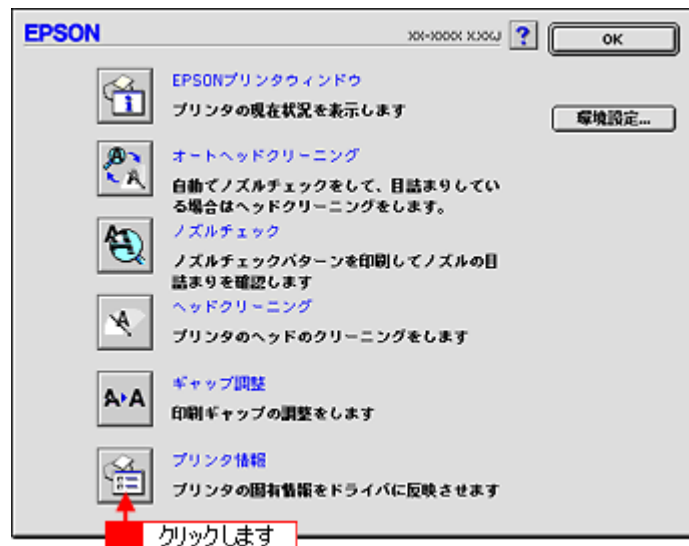 EPSON
XX-XXXX X.XXJ
?
OK
EPSONプリンタウィンドウ
プリンタの現在状況を表示します
環境設定...
オートヘッドクリーニング
自動でノズルチェックをして、目詰まりしてい
る場合はヘッドクリーニングをします。
ノズルチェック
ノズルチェックパターンを印刷してノズルの目
詰まりを確認します
ヘッドクリーニング
プリンタのヘッドのクリーニングをします
A▸A
ギャップ調整
印刷ギャップの調整をします
プリンタ情報
プリンタの固有情報をドライバに反映させます
クリックします